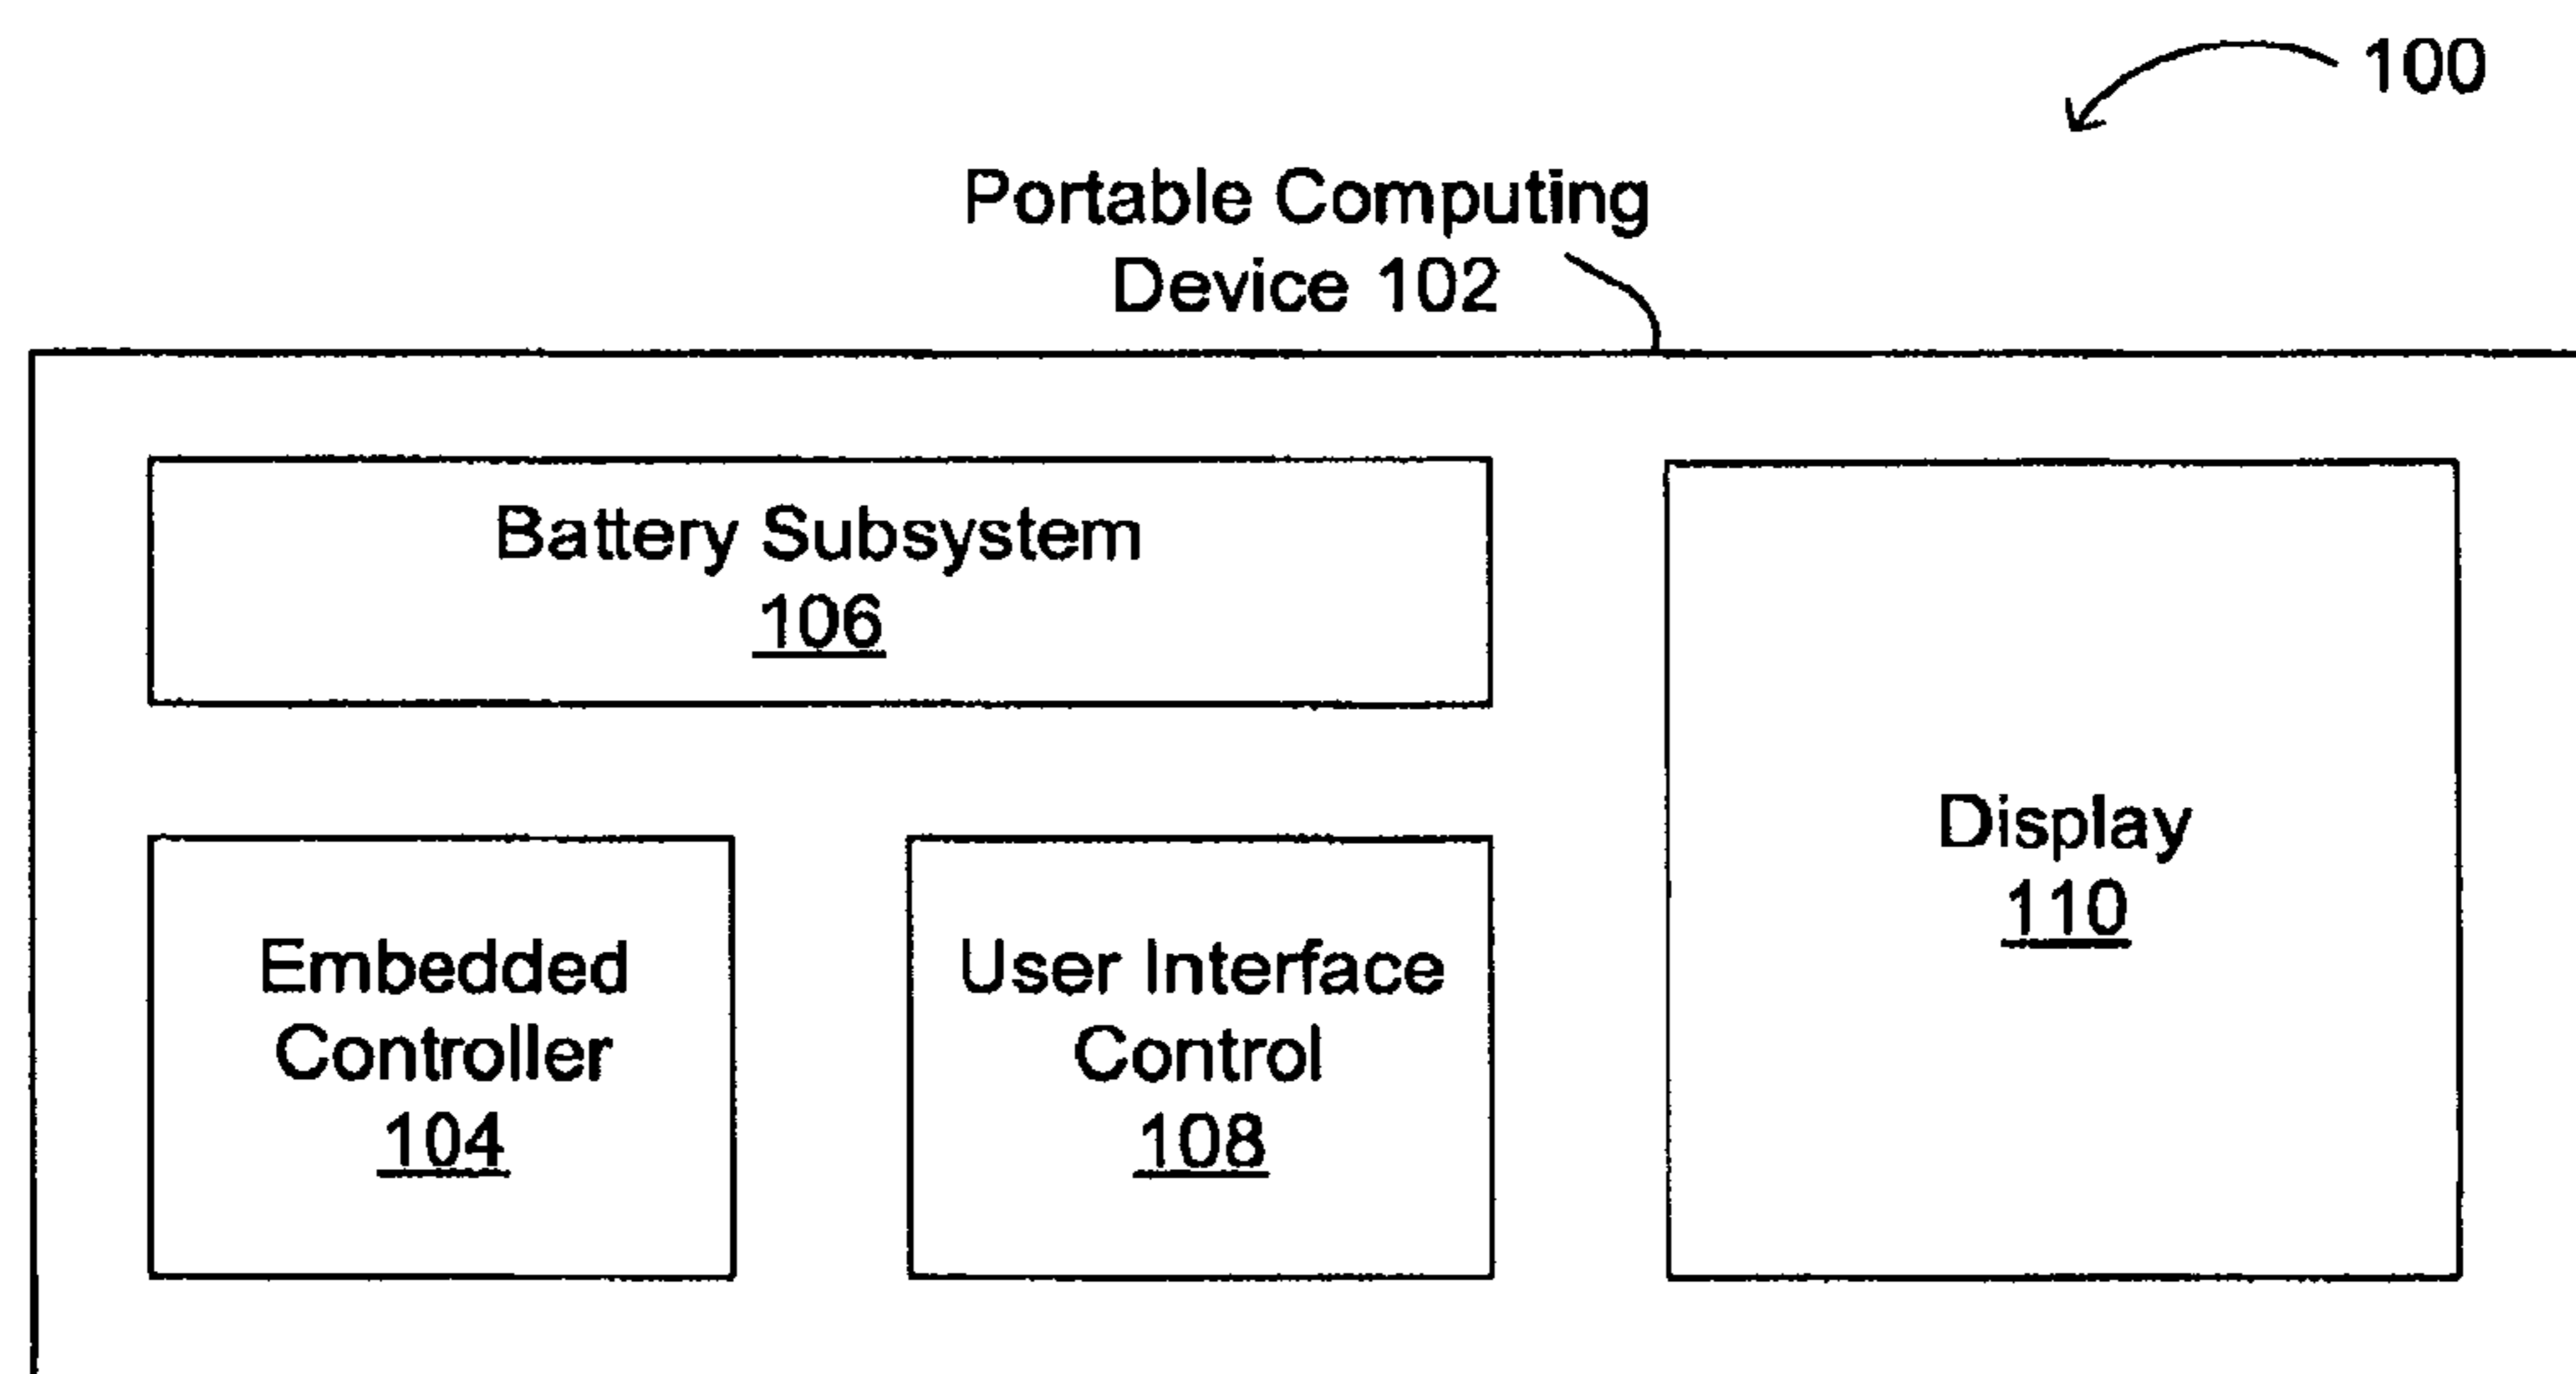 100
Portable Computing
Device 102
Battery Subsystem
106
Display
110
Embedded
Controller
104
User Interface
Control
108